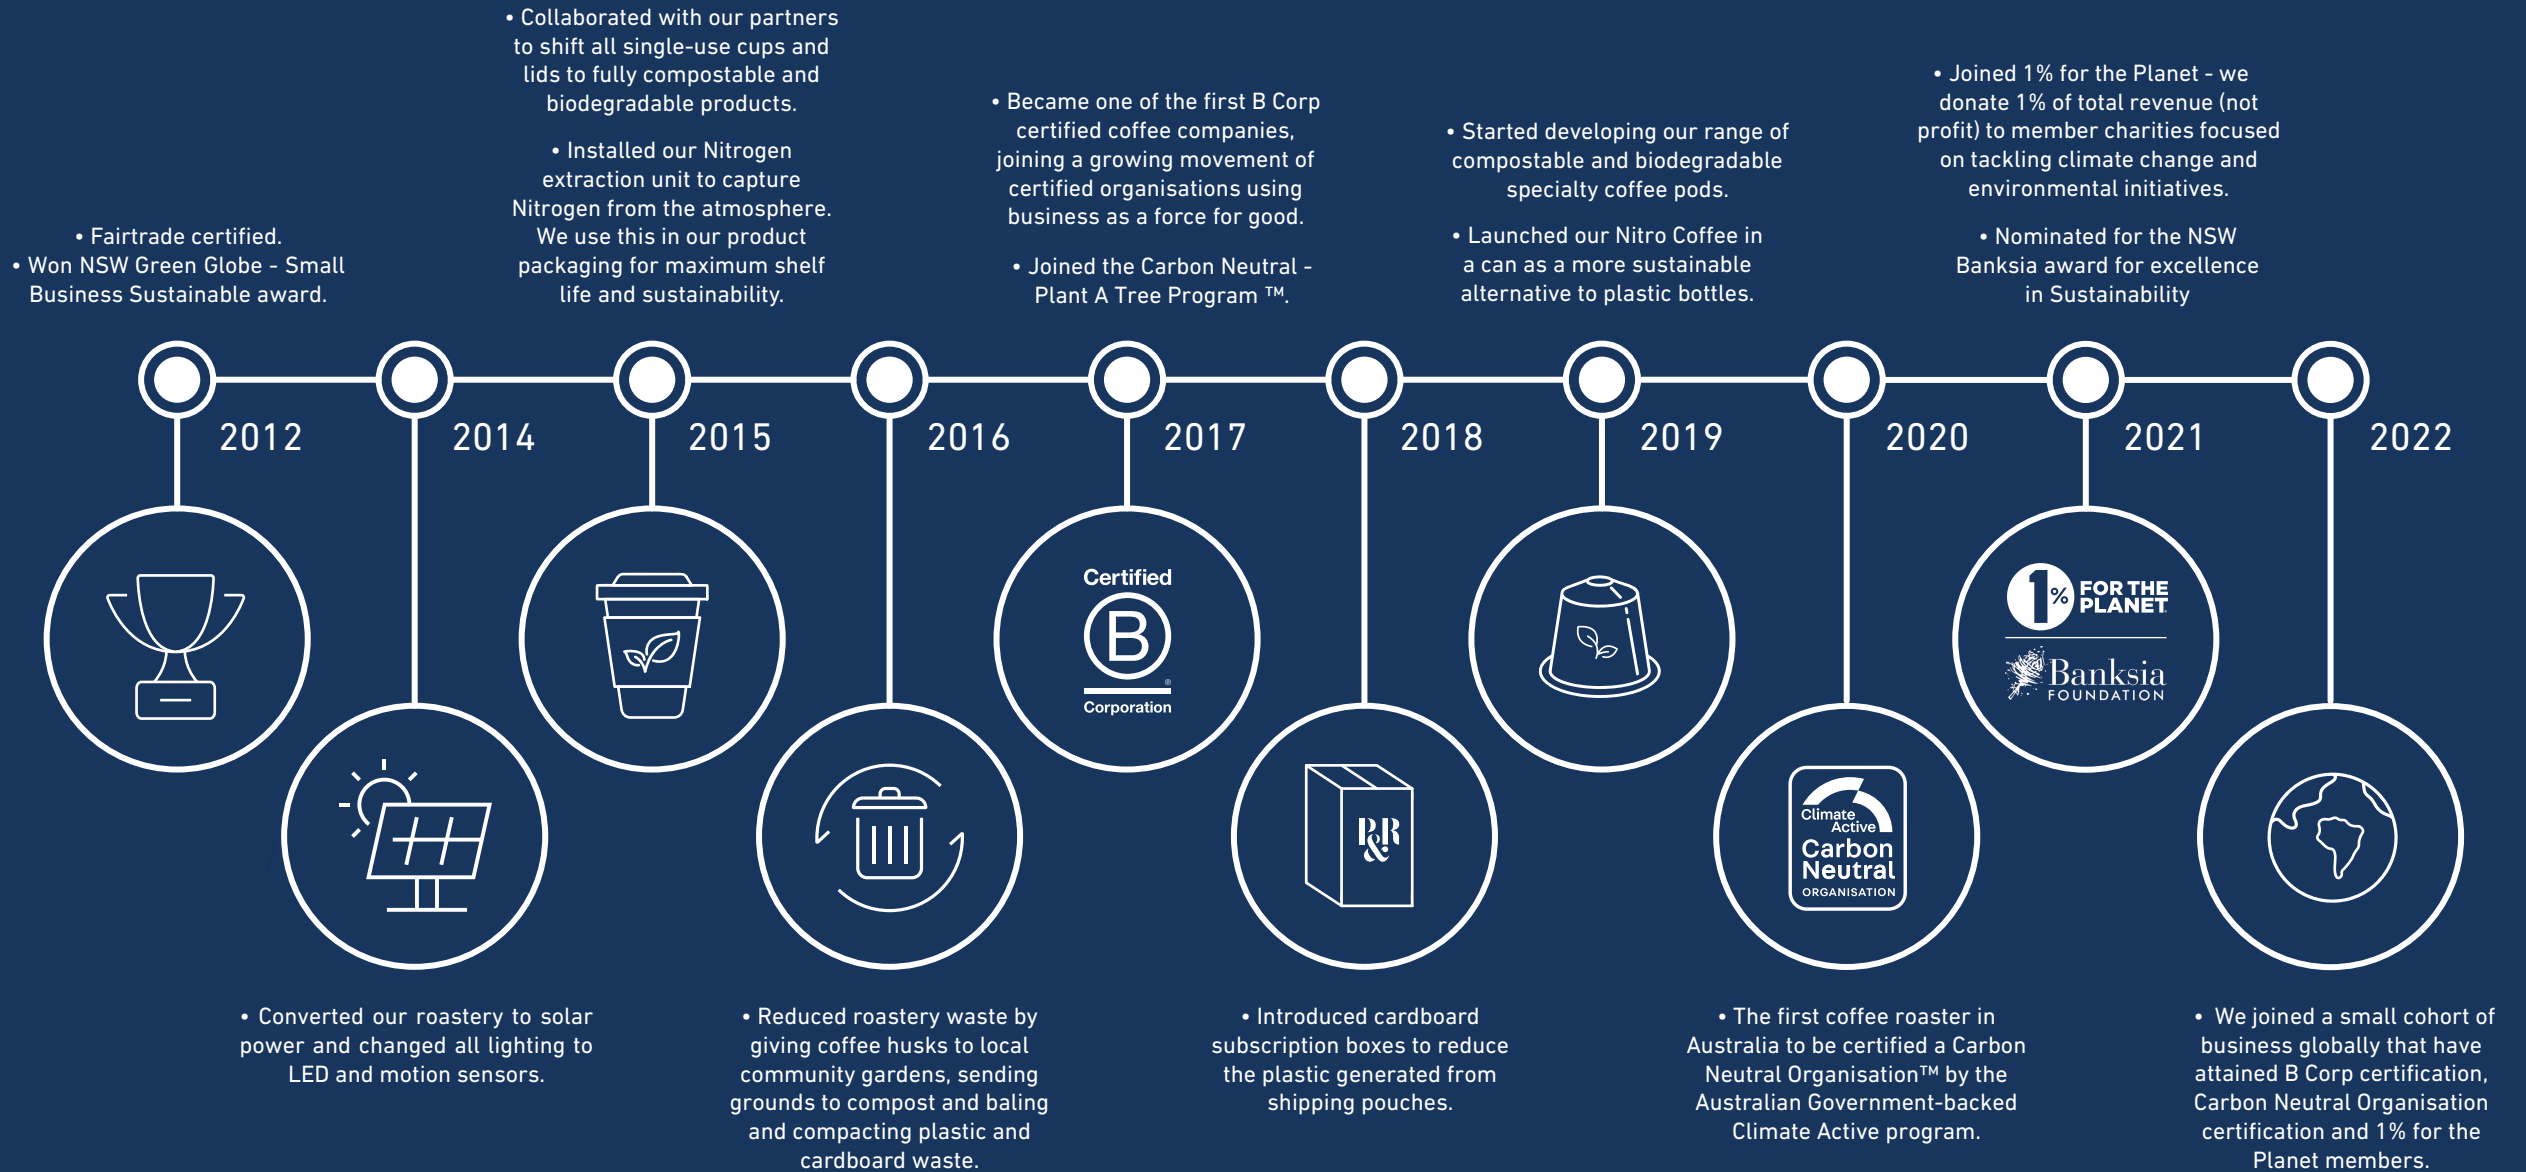 • Fairtrade certified.
• Won NSW Green Globe - Small
Business Sustainable award.
• Collaborated with our partners
to shift all single-use cups and
lids to fully compostable and
biodegradable products.
• Installed our Nitrogen
extraction unit to capture
Nitrogen from the atmosphere.
We use this in our product
packaging for maximum shelf
life and sustainability.
• Became one of the first B Corp
certified coffee companies,
joining a growing movement of
certified organisations using
business as a force for good.
• Joined the Carbon Neutral -
Plant A Tree Program ™.
• Started developing our range of
compostable and biodegradable
specialty coffee pods.
• Launched our Nitro Coffee in
a can as a more sustainable
alternative to plastic bottles.
• Joined 1% for the Planet - we
donate 1% of total revenue (not
profit) to member charities focused
on tackling climate change and
environmental initiatives.
• Nominated for the NSW
Banksia award for excellence
in Sustainability
2012
2014
2015
2016
2017
2018
2019
2020
2021
2022
Certified
B
®
Corporation
1% FOR THE
PLANET
Banksia
FOUNDATION
P&R
Climate
Active
Carbon
Neutral
ORGANISATION
• Converted our roastery to solar
power and changed all lighting to
LED and motion sensors.
• Reduced roastery waste by
giving coffee husks to local
community gardens, sending
grounds to compost and baling
and compacting plastic and
cardboard waste.
• Introduced cardboard
subscription boxes to reduce
the plastic generated from
shipping pouches.
• The first coffee roaster in
Australia to be certified a Carbon
Neutral Organisation™ by the
Australian Government-backed
Climate Active program.
• We joined a small cohort of
business globally that have
attained B Corp certification,
Carbon Neutral Organisation
certification and 1% for the
Planet members.